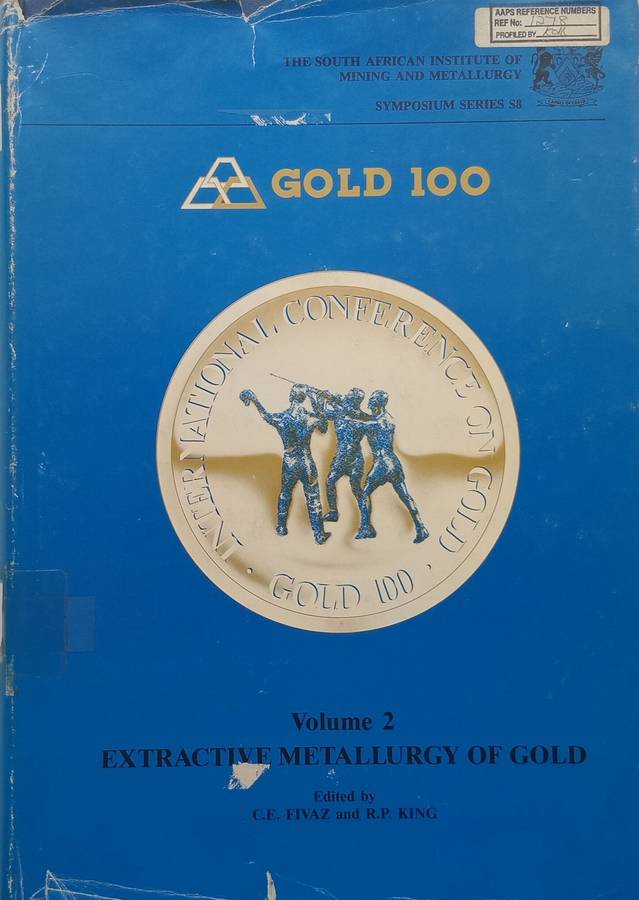 AAPS REFERENCE NUMBERS
REF No: 1278
PROFILED BY
THE SOUTH AFRICAN INSTITUTE OF
MINING AND METALLURGY
SYMPOSIUM SERIES S8
GOLD 100
INTERNATIONAL CONFERENCE ON GOLD
· GOLD 100 ·
Volume 2
EXTRACTIVE METALLURGY OF GOLD
Edited by
C.E. FIVAZ and R.P. KING